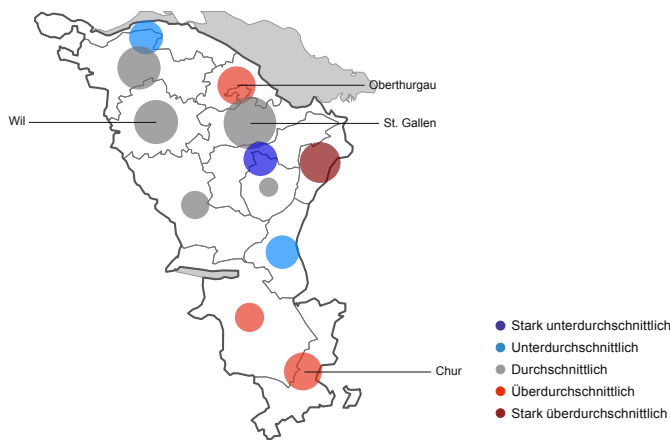 Oberthurgau
Wil
St. Gallen
Chur
Stark unterdurchschnittlich
Unterdurchschnittlich
Durchschnittlich
Überdurchschnittlich
Stark überdurchschnittlich